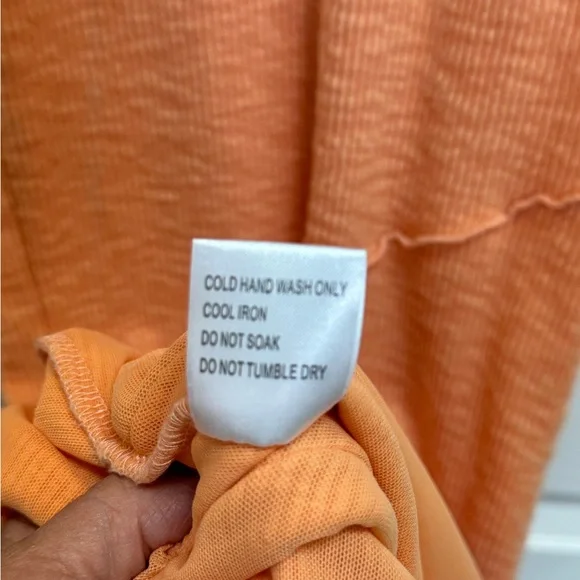 COLD HAND WASH ONLY
COOL IRON
DO NOT SOAK
DO NOT TUMBLE DRY